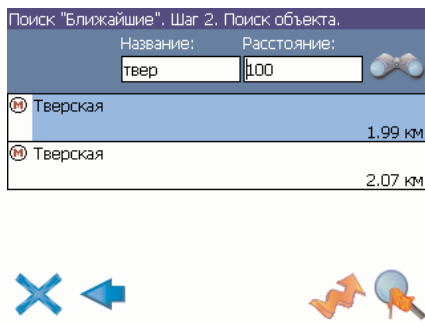 Поиск "Ближайшие". Шаг 2. Поиск объекта.
Название: Расстояние:
твер 100
М Тверская
1.99 км
М Тверская
2.07 км